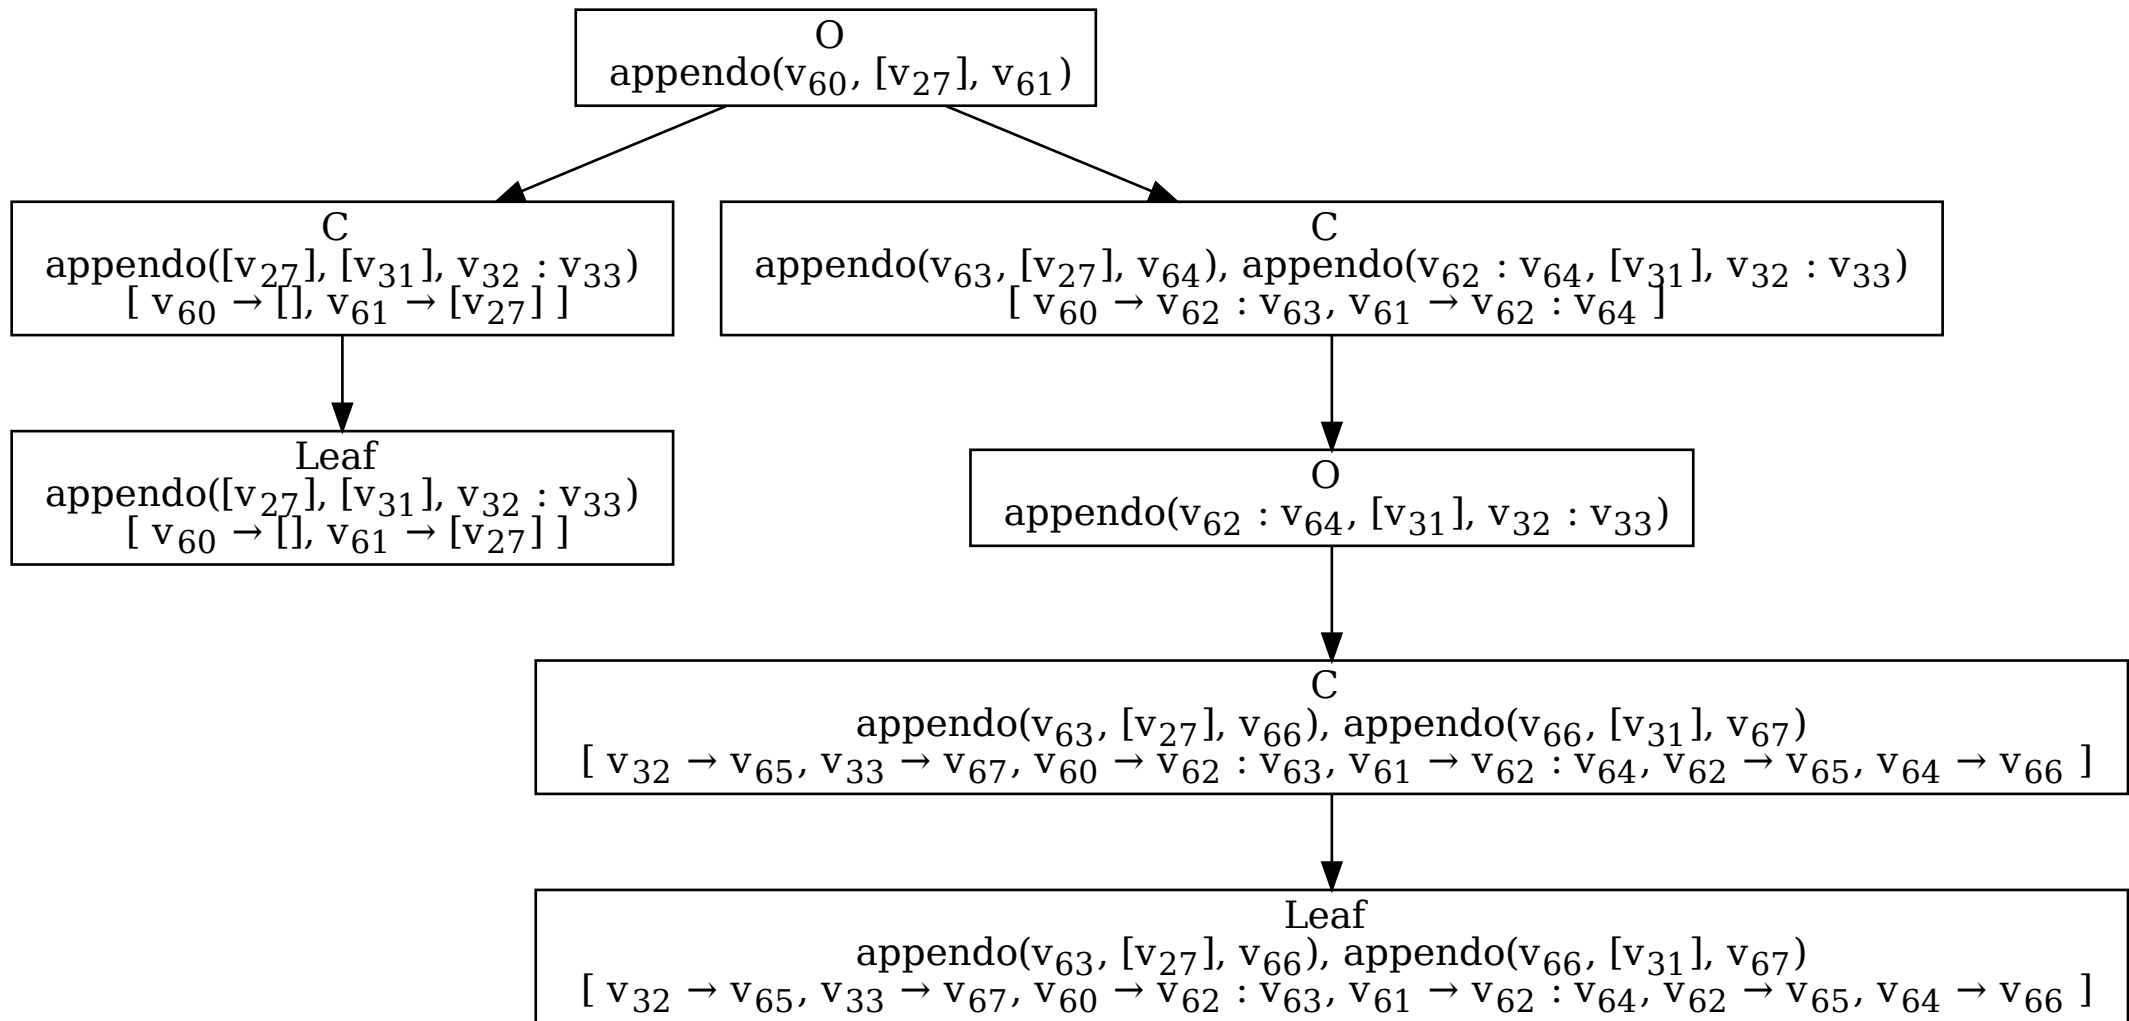 O
appendo(v₆₀, [v₂₇], v₆₁)
C
appendo([v₂₇], [v₃₁], v₃₂ : v₃₃)
[ v₆₀ → [], v₆₁ → [v₂₇] ]
C
appendo(v₆₃, [v₂₇], v₆₄), appendo(v₆₂ : v₆₄, [v₃₁], v₃₂ : v₃₃)
[ v₆₀ → v₆₂ : v₆₃, v₆₁ → v₆₂ : v₆₄ ]
Leaf
appendo([v₂₇], [v₃₁], v₃₂ : v₃₃)
[ v₆₀ → [], v₆₁ → [v₂₇] ]
O
appendo(v₆₂ : v₆₄, [v₃₁], v₃₂ : v₃₃)
C
appendo(v₆₃, [v₂₇], v₆₆), appendo(v₆₆, [v₃₁], v₆₇)
[ v₃₂ → v₆₅, v₃₃ → v₆₇, v₆₀ → v₆₂ : v₆₃, v₆₁ → v₆₂ : v₆₄, v₆₂ → v₆₅, v₆₄ → v₆₆ ]
Leaf
appendo(v₆₃, [v₂₇], v₆₆), appendo(v₆₆, [v₃₁], v₆₇)
[ v₃₂ → v₆₅, v₃₃ → v₆₇, v₆₀ → v₆₂ : v₆₃, v₆₁ → v₆₂ : v₆₄, v₆₂ → v₆₅, v₆₄ → v₆₆ ]